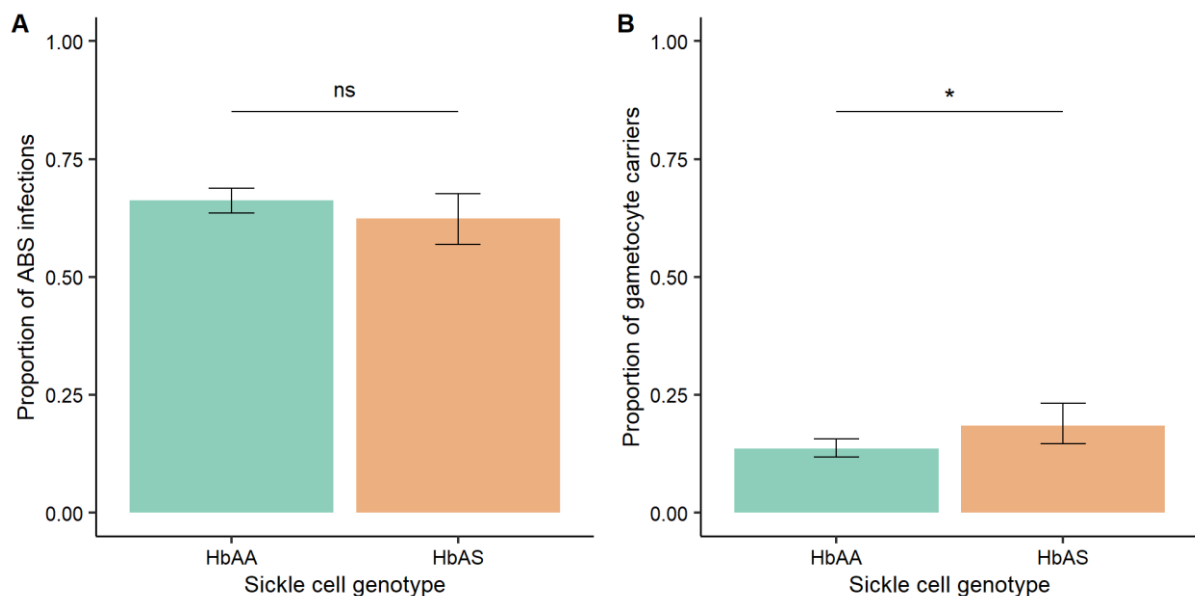 A
Proportion of ABS infections
1.00
0.75
0.50
0.25
0.00
ns
HbAA HbAS
Sickle cell genotype
B
Proportion of gametocyte carriers
1.00
0.75
0.50
0.25
0.00
*
HbAA HbAS
Sickle cell genotype